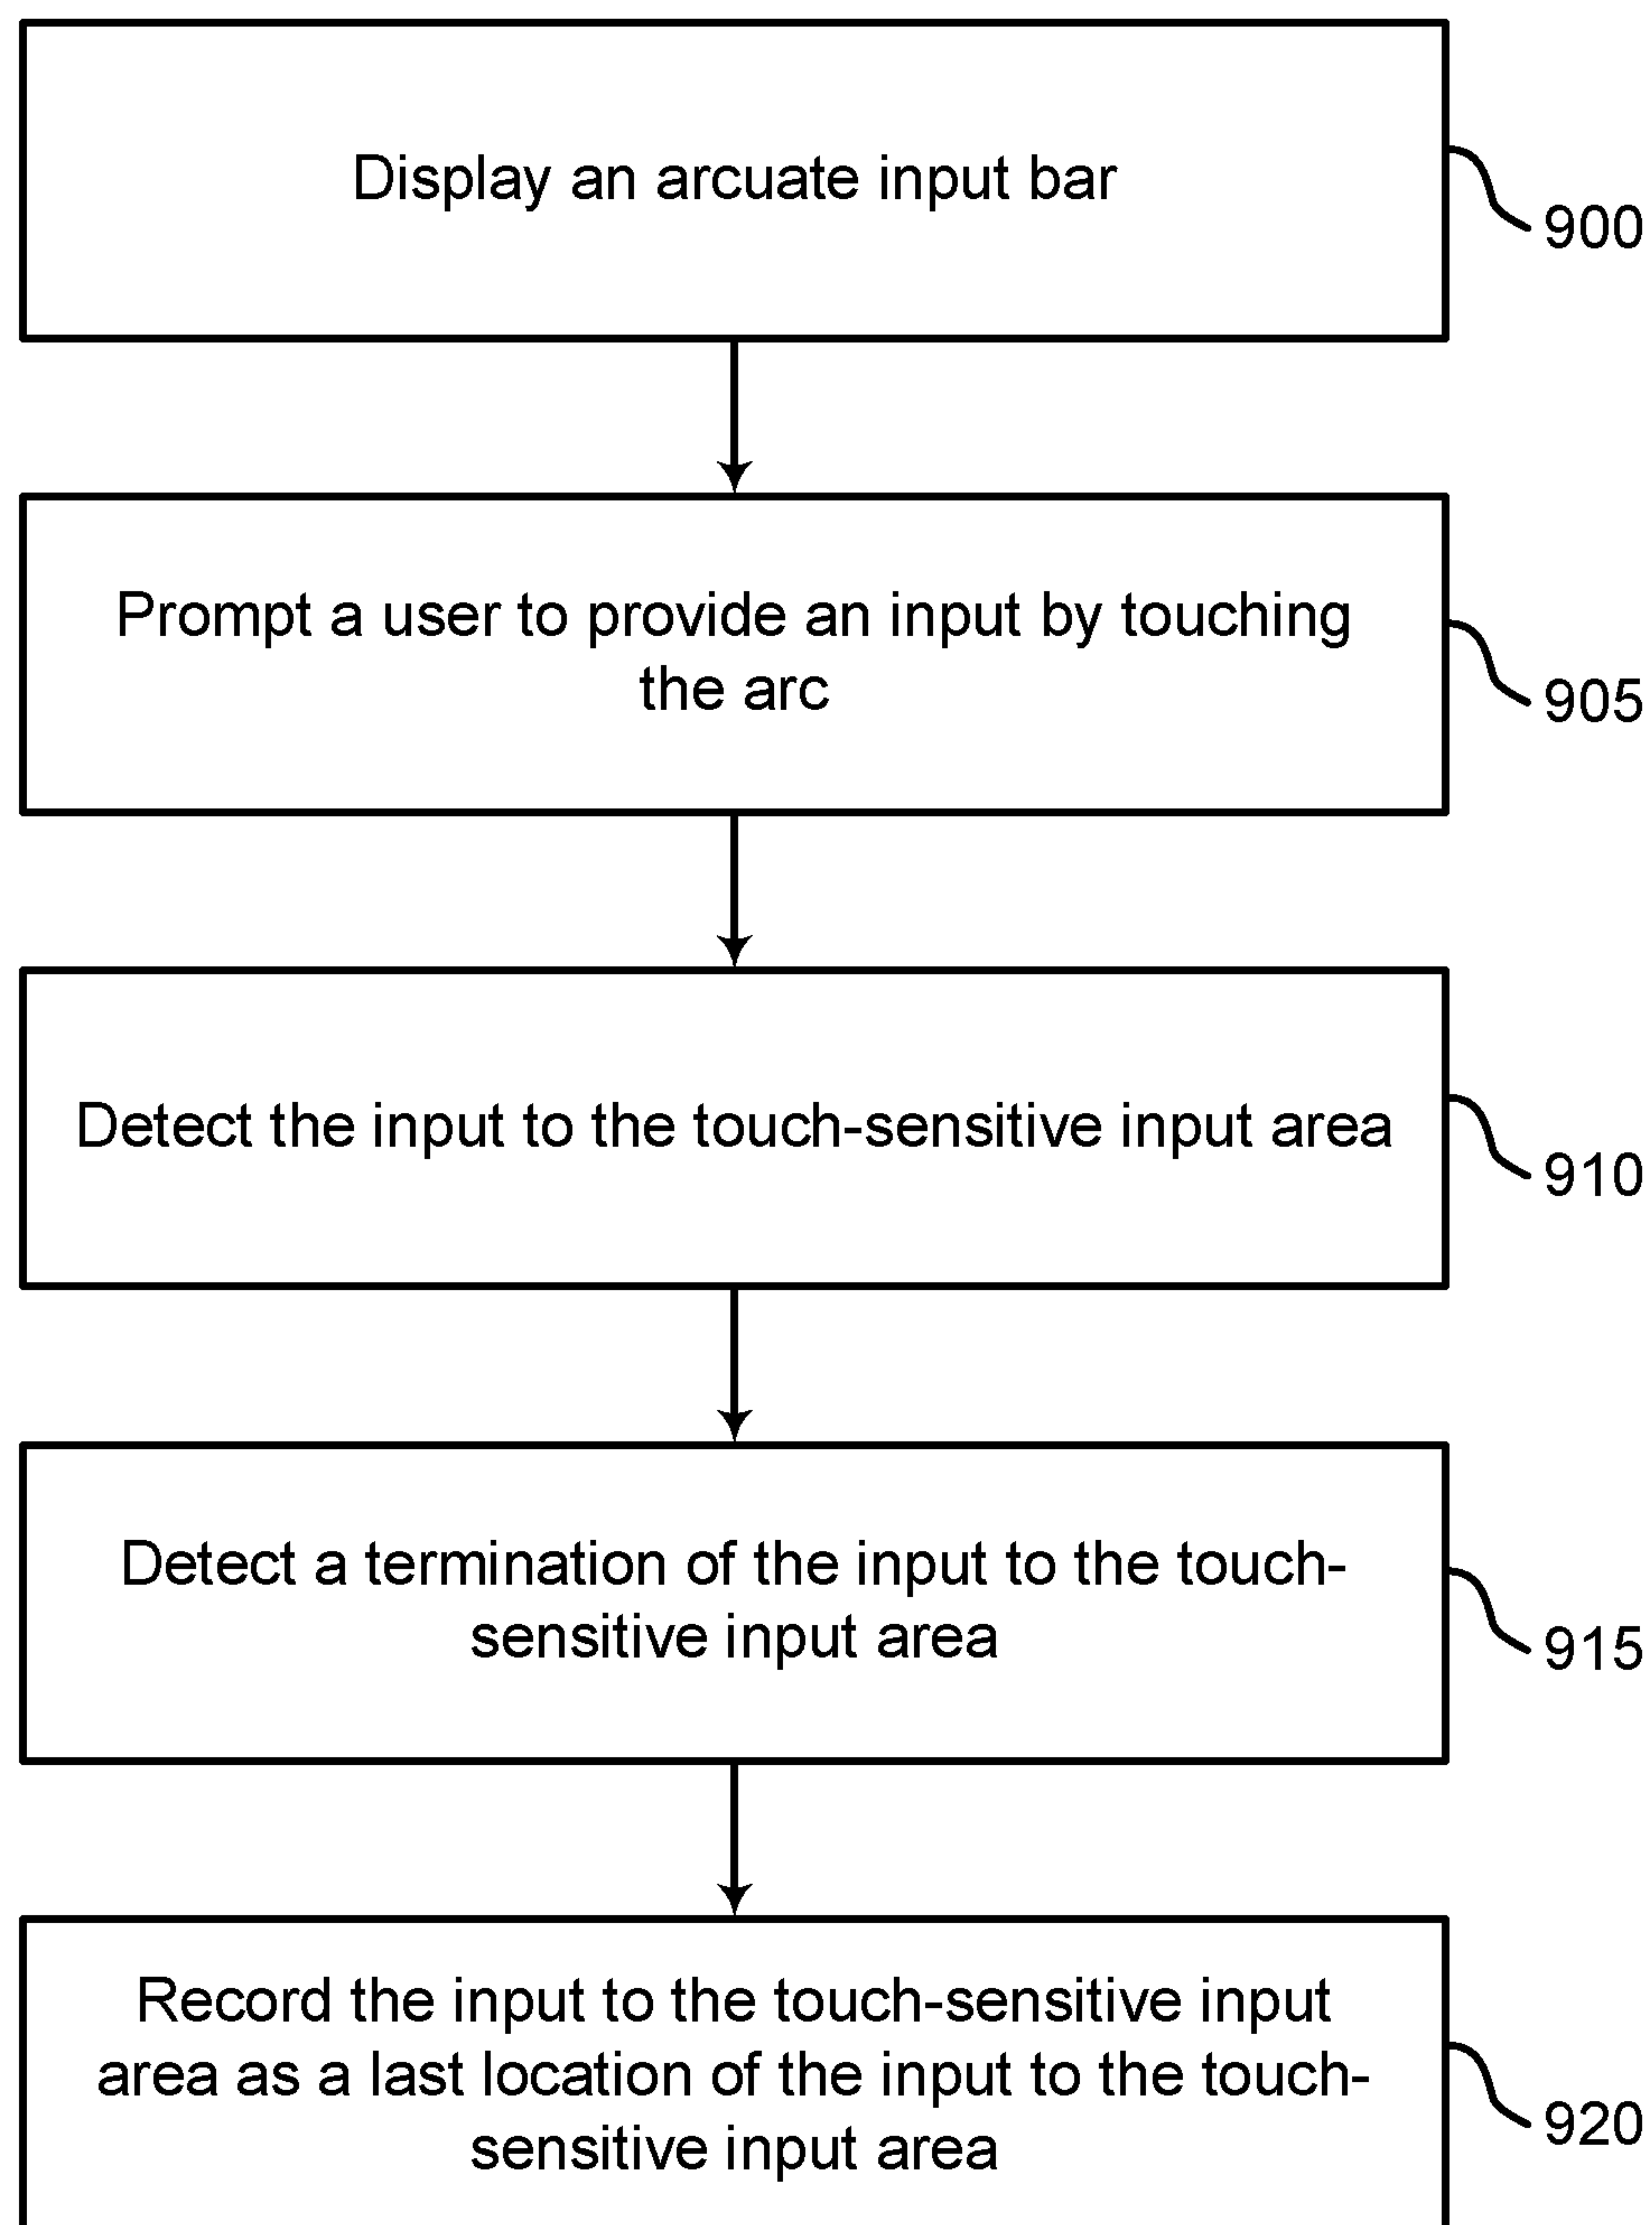 Display an arcuate input bar
900
Prompt a user to provide an input by touching
the arc
905
Detect the input to the touch-sensitive input area
910
Detect a termination of the input to the touch-
sensitive input area
915
Record the input to the touch-sensitive input
area as a last location of the input to the touch-
sensitive input area
920